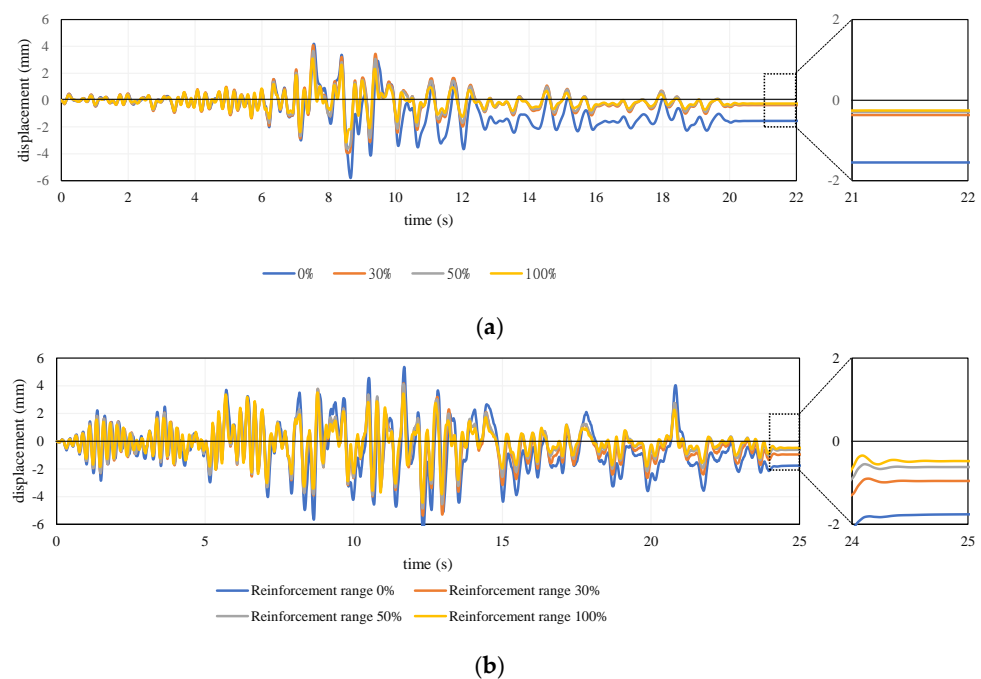 displacement (mm)
6
4
2
0
-2
-4
-6
0 2 4 6 8 10 12 14 16 18 20 22
time (s)
2
0
-2
21 22
0% 30% 50% 100%
(a)
displacement (mm)
6
4
2
0
-2
-4
-6
0 5 10 15 20 25
time (s)
2
0
-2
24 25
Reinforcement range 0% Reinforcement range 30%
Reinforcement range 50% Reinforcement range 100%
(b)